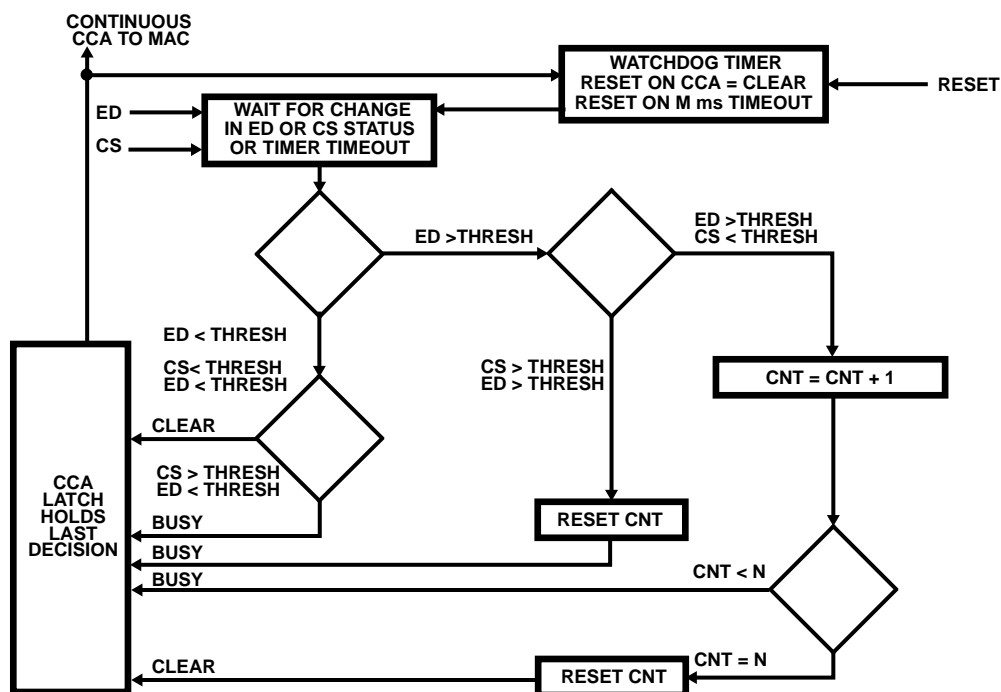 CONTINUOUS
CCA TO MAC
WATCHDOG TIMER
RESET ON CCA = CLEAR
RESET ON M ms TIMEOUT
RESET
ED
CS
WAIT FOR CHANGE
IN ED OR CS STATUS
OR TIMER TIMEOUT
ED >THRESH
ED >THRESH
CS < THRESH
ED < THRESH
CS< THRESH
ED < THRESH
CS > THRESH
ED > THRESH
CNT = CNT + 1
CLEAR
CS > THRESH
ED < THRESH
CCA
LATCH
HOLDS
LAST
DECISION
BUSY
RESET CNT
BUSY
BUSY
CNT < N
CLEAR
RESET CNT
CNT = N